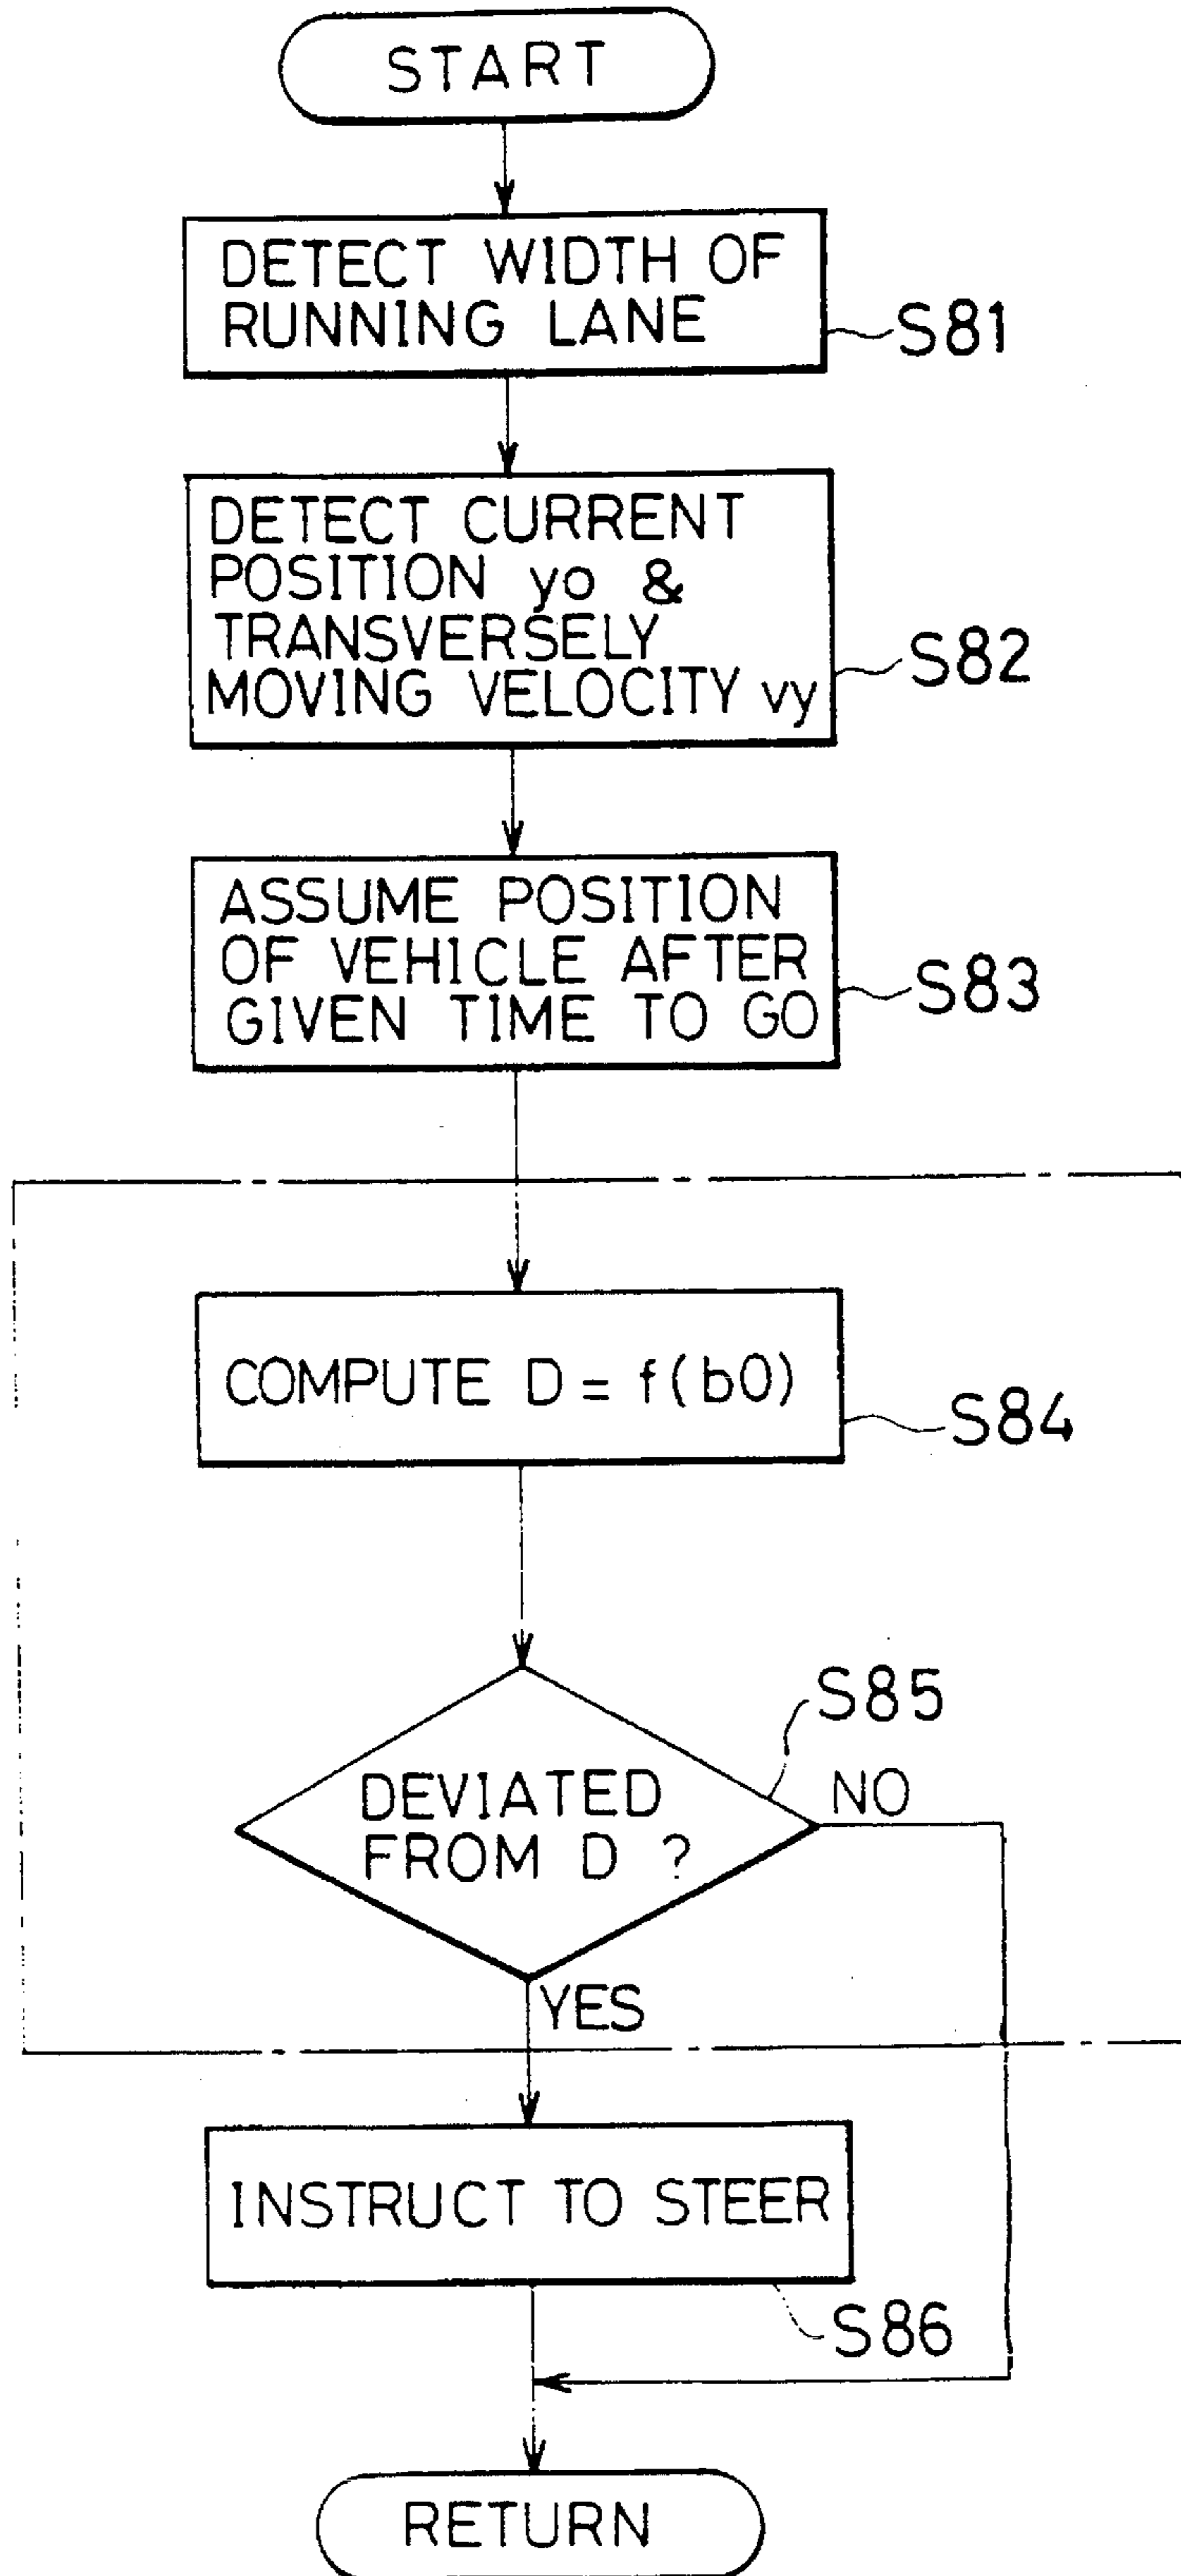 START
DETECT WIDTH OF
RUNNING LANE
S81
DETECT CURRENT
POSITION yo &
TRANSVERSELY
MOVING VELOCITY vy
S82
ASSUME POSITION
OF VEHICLE AFTER
GIVEN TIME TO GO
S83
COMPUTE D = f(b0)
S84
S85
DEVIATED
FROM D ?
NO
YES
INSTRUCT TO STEER
S86
RETURN